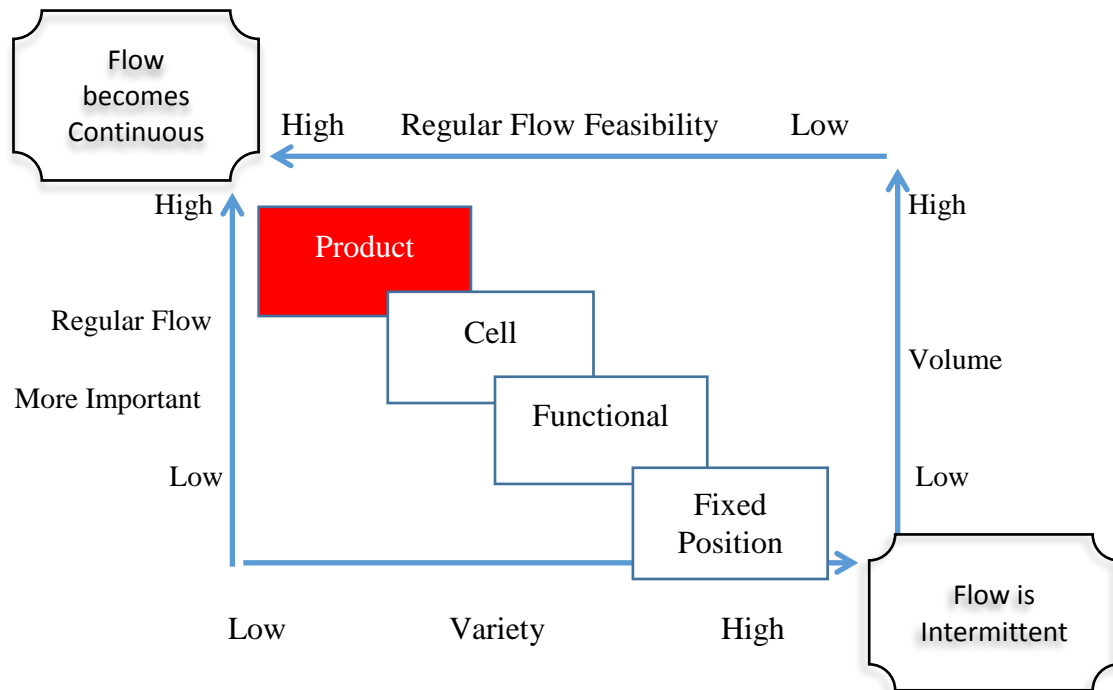 Flow
becomes
Continuous
High Regular Flow Feasibility Low
High
High
Product
Regular Flow
Cell
Volume
More Important
Functional
Low
Low
Fixed
Position
Flow is
Intermittent
Low Variety High